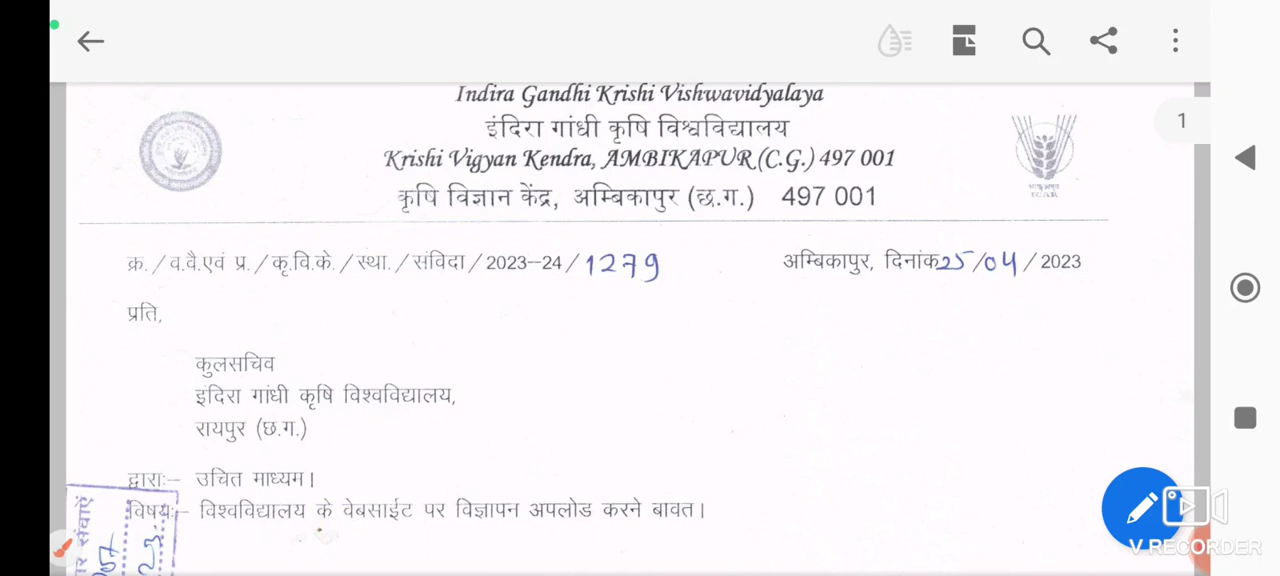 Indira Gandhi Krishi Vishwavidyalaya
इंदिरा गांधी कृषि विश्वविद्यालय
Krishi Vigyan Kendra, AMBIKAPUR (C.G.) 497 001
कृषि विज्ञान केंद्र, अम्बिकापुर (छ.ग.) 497 001
1
ICAR
क्र./व.वै.एवं प्र./कृ.वि.के./स्था./संविदा/2023-24/1279
अम्बिकापुर, दिनांक 25/04/2023
प्रति,
कुलसचिव
इंदिरा गांधी कृषि विश्वविद्यालय,
रायपुर (छ.ग.)
द्वाराः– उचित माध्यम।
विषयः– विश्वविद्यालय के वेबसाईट पर विज्ञापन अपलोड करने बावत।
V RECORDER